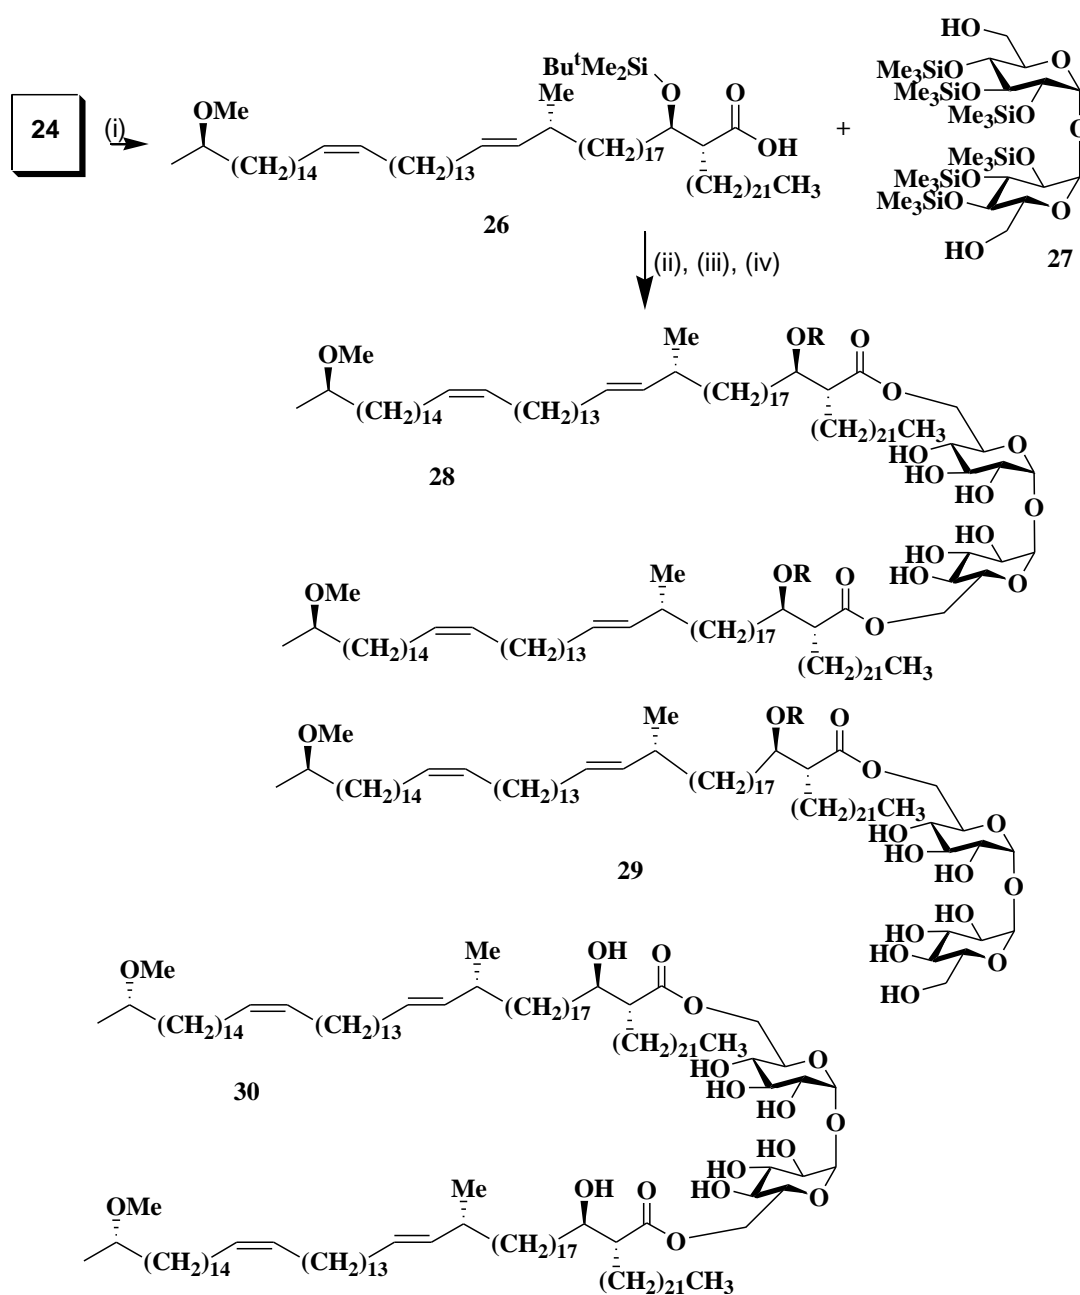 24
(i)
OMe
(CH₂)₁₄
(CH₂)₁₃
Me
BuᵗMe₂Si
O
(CH₂)₁₇
O
OH
(CH₂)₂₁CH₃
26
+
HO
Me₃SiO
Me₃SiO
Me₃SiO
O
O
Me₃SiO
Me₃SiO
Me₃SiO
O
HO
27
(ii), (iii), (iv)
OMe
(CH₂)₁₄
(CH₂)₁₃
Me
(CH₂)₁₇
OR
O
O
(CH₂)₂₁CH₃
HO
HO
HO
O
O
28
HO
HO
HO
O
OMe
(CH₂)₁₄
(CH₂)₁₃
Me
(CH₂)₁₇
OR
O
O
(CH₂)₂₁CH₃
OMe
(CH₂)₁₄
(CH₂)₁₃
Me
(CH₂)₁₇
OR
O
O
(CH₂)₂₁CH₃
HO
HO
HO
O
O
29
HO
HO
HO
O
HO
OMe
(CH₂)₁₄
(CH₂)₁₃
Me
(CH₂)₁₇
OH
O
O
(CH₂)₂₁CH₃
HO
HO
HO
O
O
30
HO
HO
HO
O
OMe
(CH₂)₁₄
(CH₂)₁₃
Me
(CH₂)₁₇
OH
O
O
(CH₂)₂₁CH₃